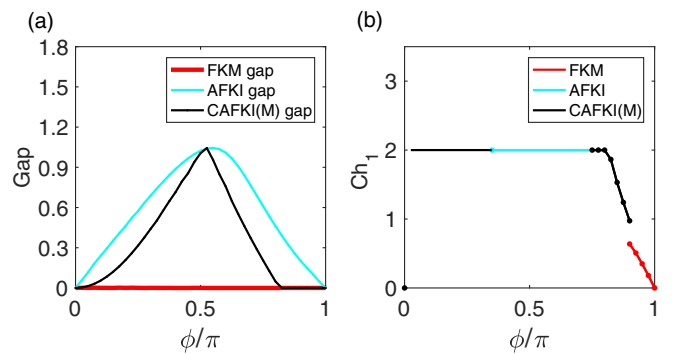 (a)
1.8
1.5
1.2
0.9
0.6
0.3
0
Gap
FKM gap
AFKI gap
CAFKI(M) gap
0
0.5
1
ϕ/π
(b)
3
2
1
0
Ch1
FKM
AFKI
CAFKI(M)
0
0.5
1
ϕ/π